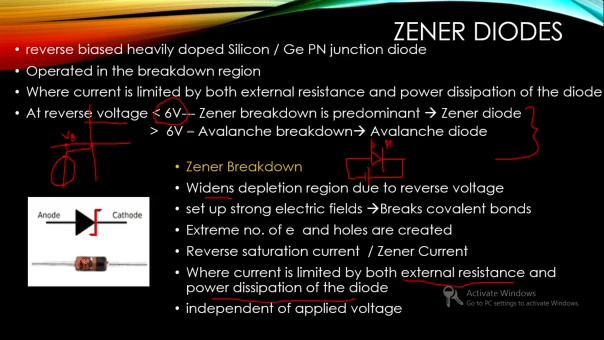 ZENER DIODES
• reverse biased heavily doped Silicon / Ge PN junction diode
• Operated in the breakdown region
• Where current is limited by both external resistance and power dissipation of the diode
• At reverse voltage < 6V--- Zener breakdown is predominant → Zener diode
> 6V – Avalanche breakdown→ Avalanche diode
• Zener Breakdown
• Widens depletion region due to reverse voltage
• set up strong electric fields →Breaks covalent bonds
• Extreme no. of e and holes are created
• Reverse saturation current / Zener Current
• Where current is limited by both external resistance and
power dissipation of the diode
• independent of applied voltage
Anode Cathode
Activate Windows
Go to PC settings to activate Windows.